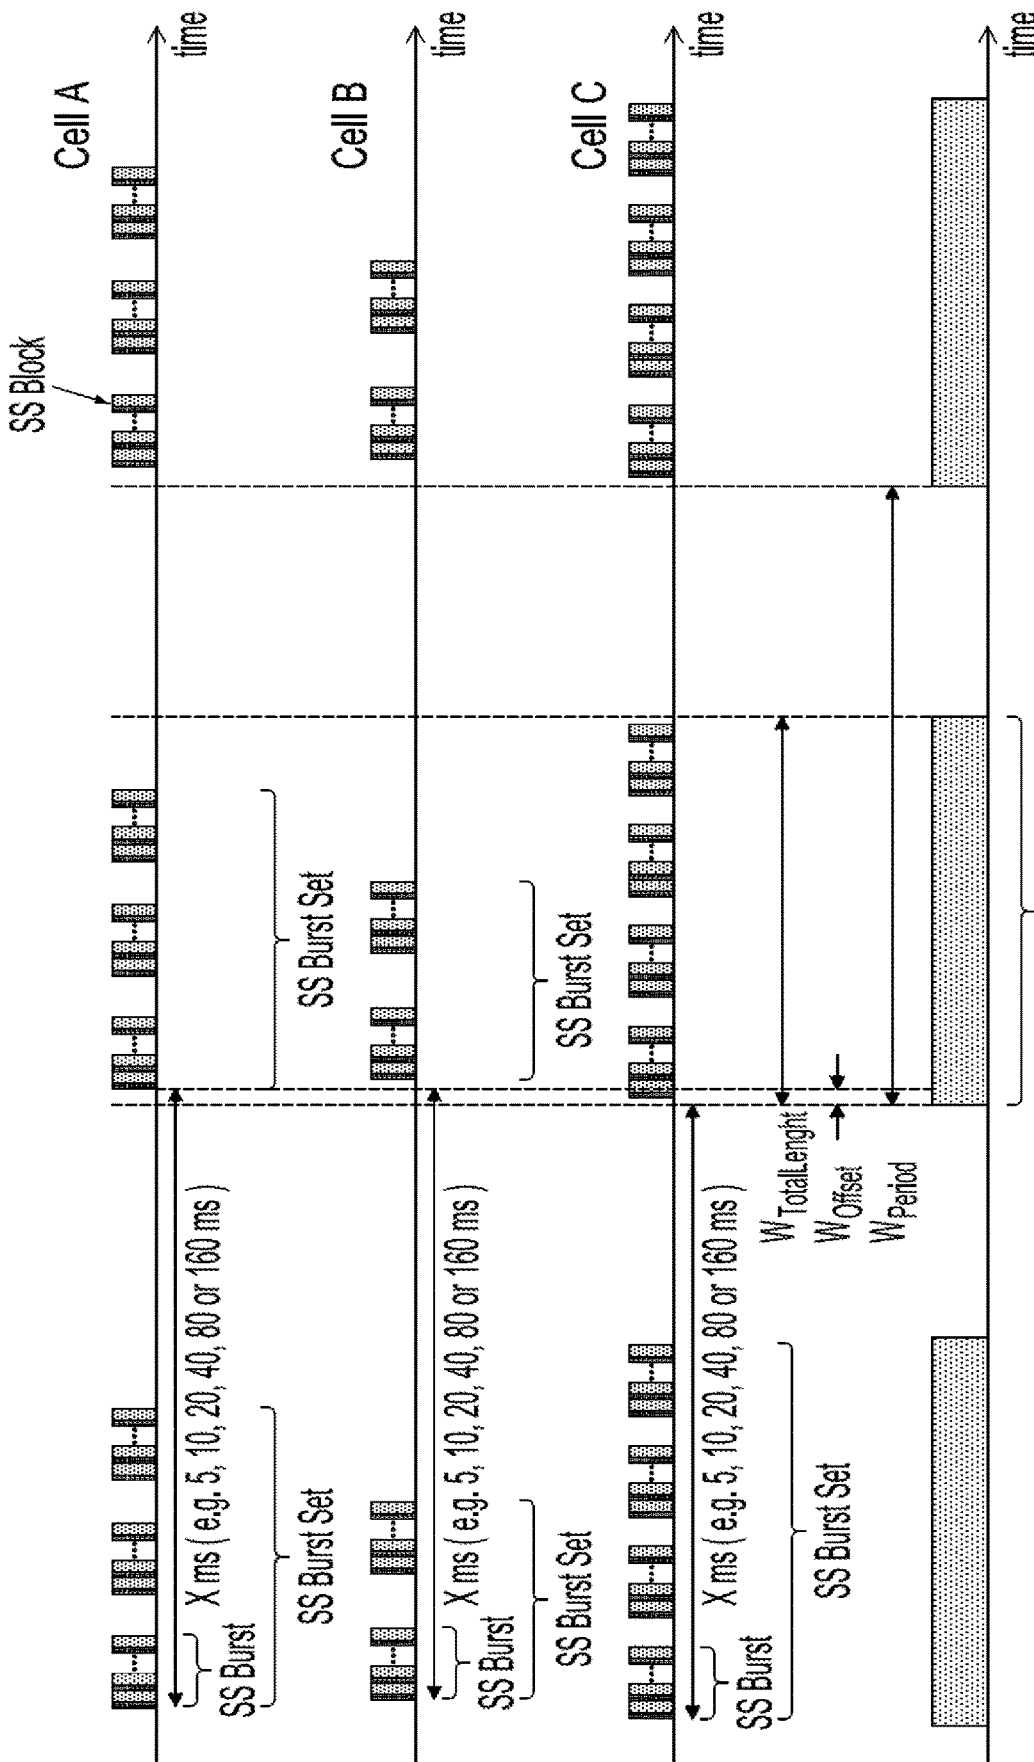 SS Block
Cell A
time
X ms ( e.g. 5, 10, 20, 40, 80 or 160 ms )
SS Burst
SS Burst Set
SS Burst Set
Cell B
time
X ms ( e.g. 5, 10, 20, 40, 80 or 160 ms )
SS Burst
SS Burst Set
SS Burst Set
Cell C
time
X ms ( e.g. 5, 10, 20, 40, 80 or 160 ms )
SS Burst
SS Burst Set
W TotalLenght
W Offset
W Period
time